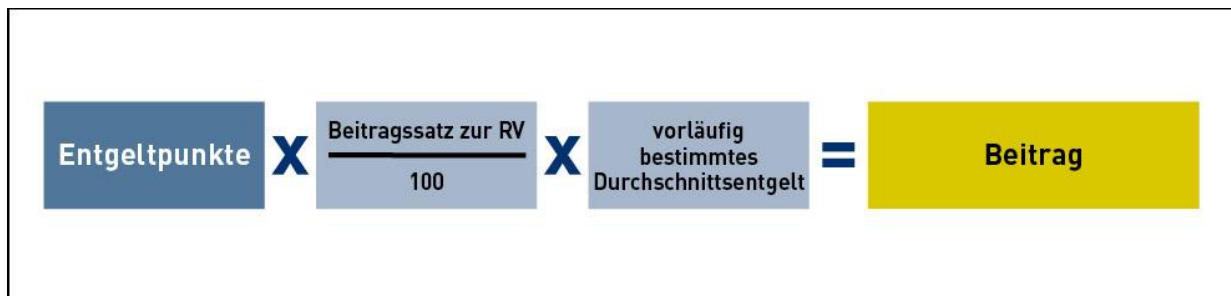 Entgeltpunkte
X
Beitragssatz zur RV
100
X
vorläufig
bestimmtes
Durchschnittsentgelt
=
Beitrag